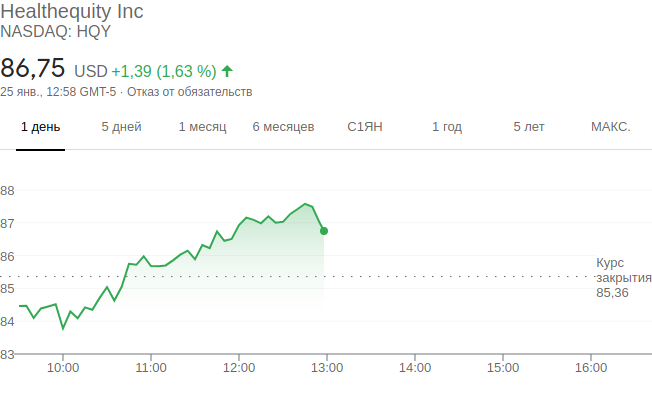 Healthequity Inc
NASDAQ: HQY
86,75 USD +1,39 (1,63 %)
25 янв., 12:58 GMT-5 · Отказ от обязательств
1 день 5 дней 1 месяц 6 месяцев С1ЯН 1 год 5 лет МАКС.
88
87
86
Курс
закрытия
85,36
85
84
83
10:00 11:00 12:00 13:00 14:00 15:00 16:00